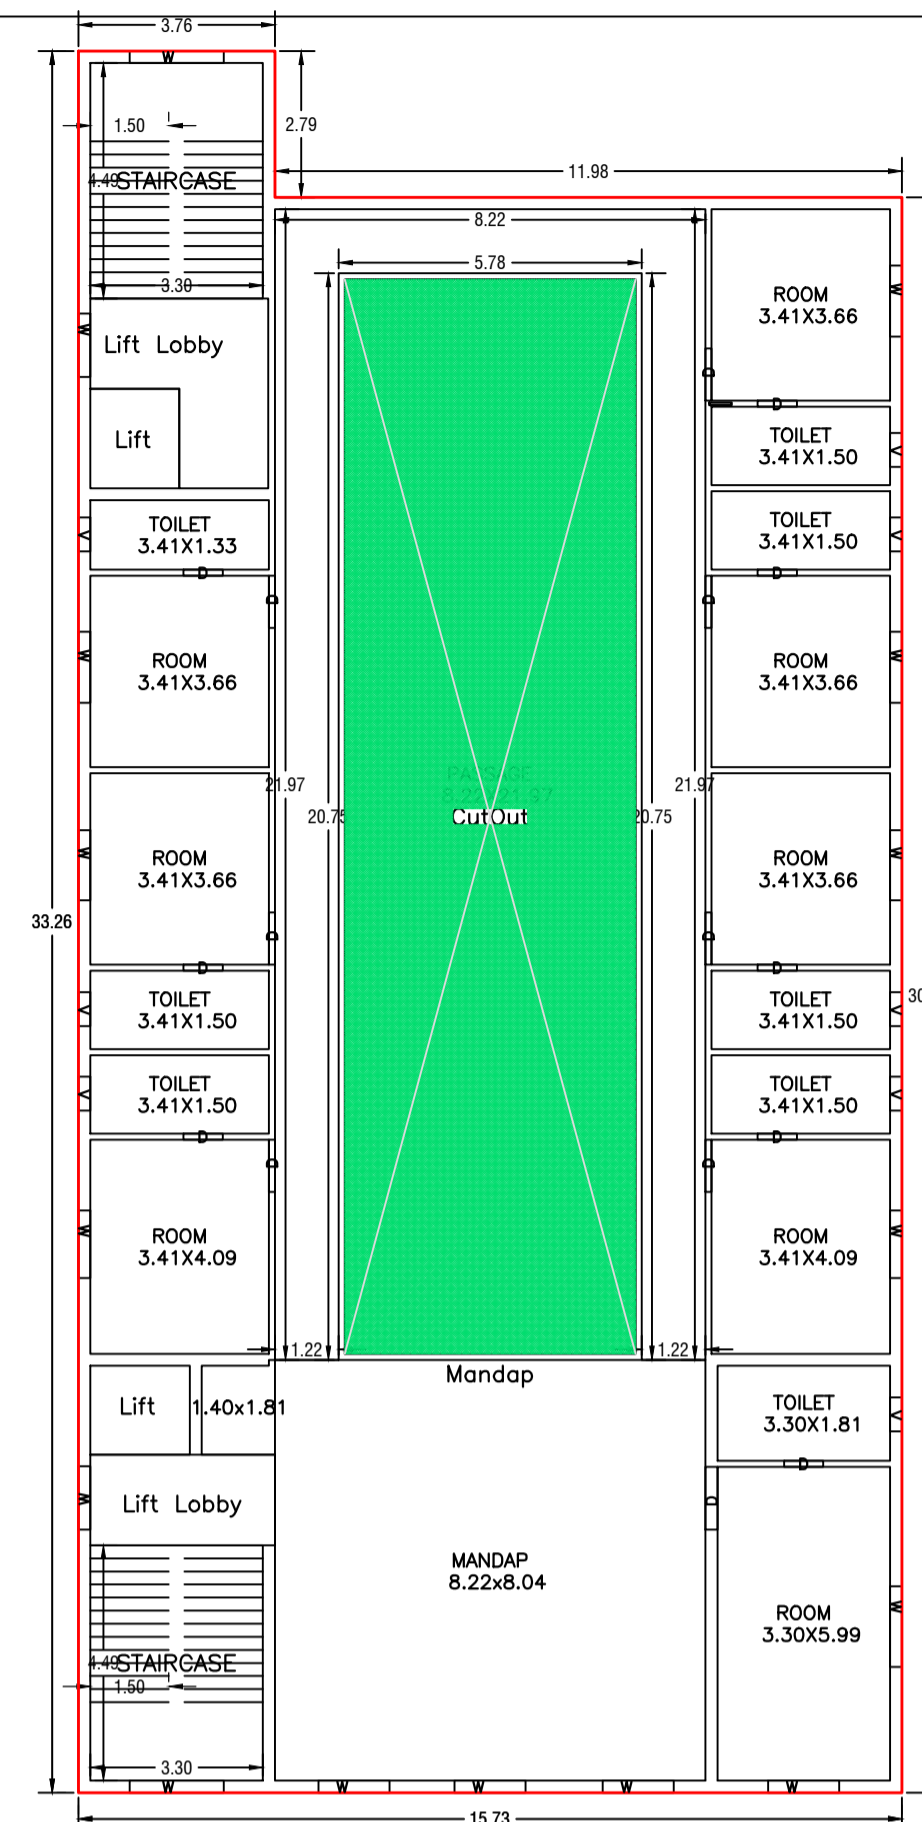 3.76
W
1.50
2.79
4.49
STAIRCASE
11.98
8.22
5.78
3.30
ROOM
3.41X3.66
W
W
Lift Lobby
D
D
Lift
TOILET
3.41X1.50
V
TOILET
3.41X1.33
V
D
TOILET
3.41X1.50
V
D
D
D
ROOM
3.41X3.66
W
ROOM
3.41X3.66
W
PASSAGE
8.22X21.97
21.97
20.75
CutOut
20.75
21.97
ROOM
3.41X3.66
W
ROOM
3.41X3.66
W
33.26
D
D
D
D
TOILET
3.41X1.50
V
TOILET
3.41X1.50
V
30
TOILET
3.41X1.50
V
TOILET
3.41X1.50
V
D
D
D
D
ROOM
3.41X4.09
W
ROOM
3.41X4.09
W
1.22
1.22
Mandap
Lift
1.40x1.81
TOILET
3.30X1.81
V
D
Lift Lobby
W
D
MANDAP
8.22x8.04
ROOM
3.30X5.99
W
4.49
STAIRCASE
1.50
3.30
W
W
W
W
W
15.73